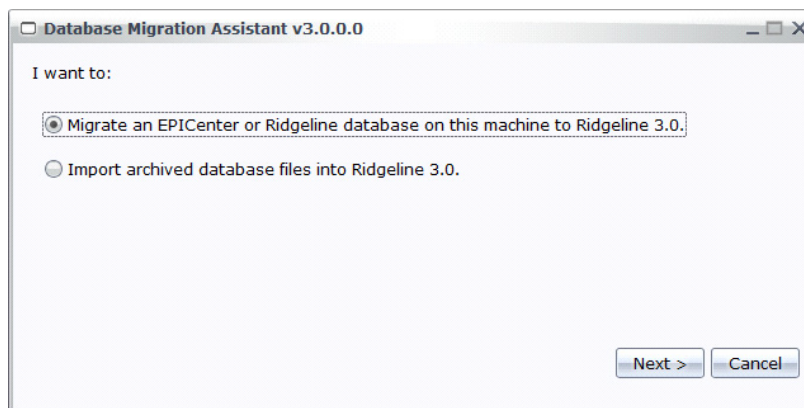 Database Migration Assistant v3.0.0.0
I want to:
Migrate an EPICenter or Ridgeline database on this machine to Ridgeline 3.0.
Import archived database files into Ridgeline 3.0.
Next > Cancel